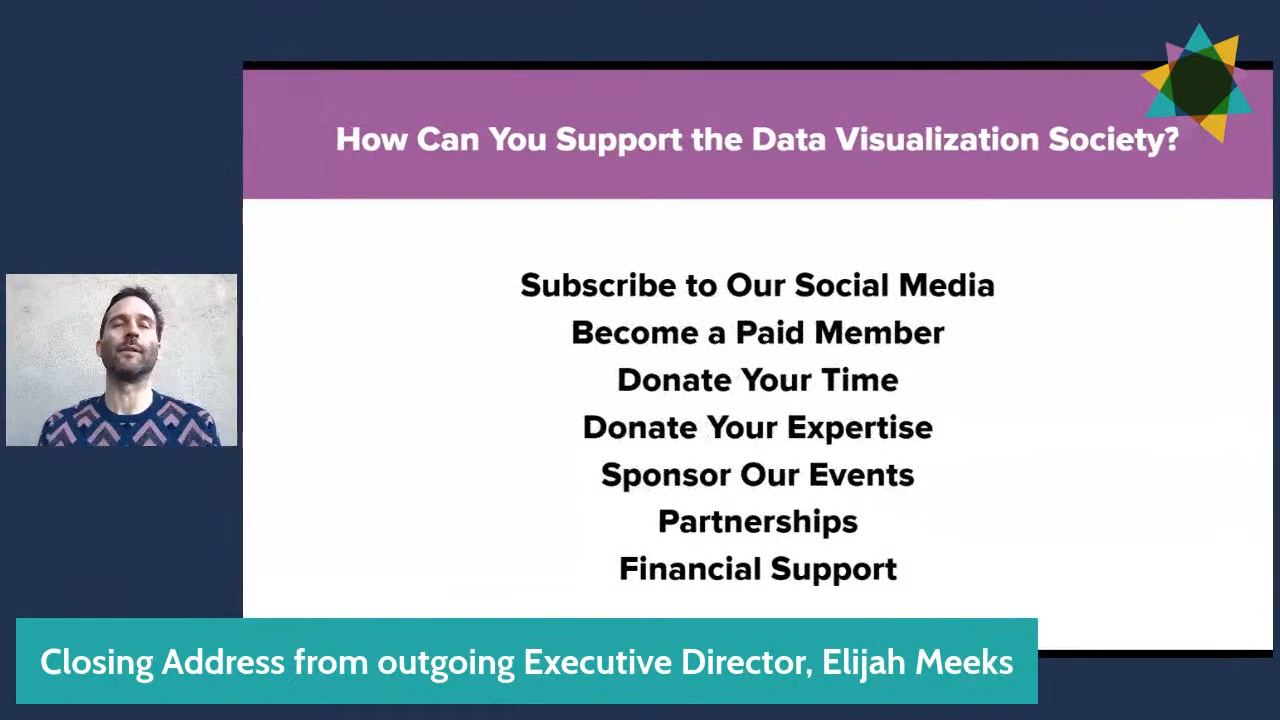 How Can You Support the Data Visualization Society?
Subscribe to Our Social Media
Become a Paid Member
Donate Your Time
Donate Your Expertise
Sponsor Our Events
Partnerships
Financial Support
Closing Address from outgoing Executive Director, Elijah Meeks